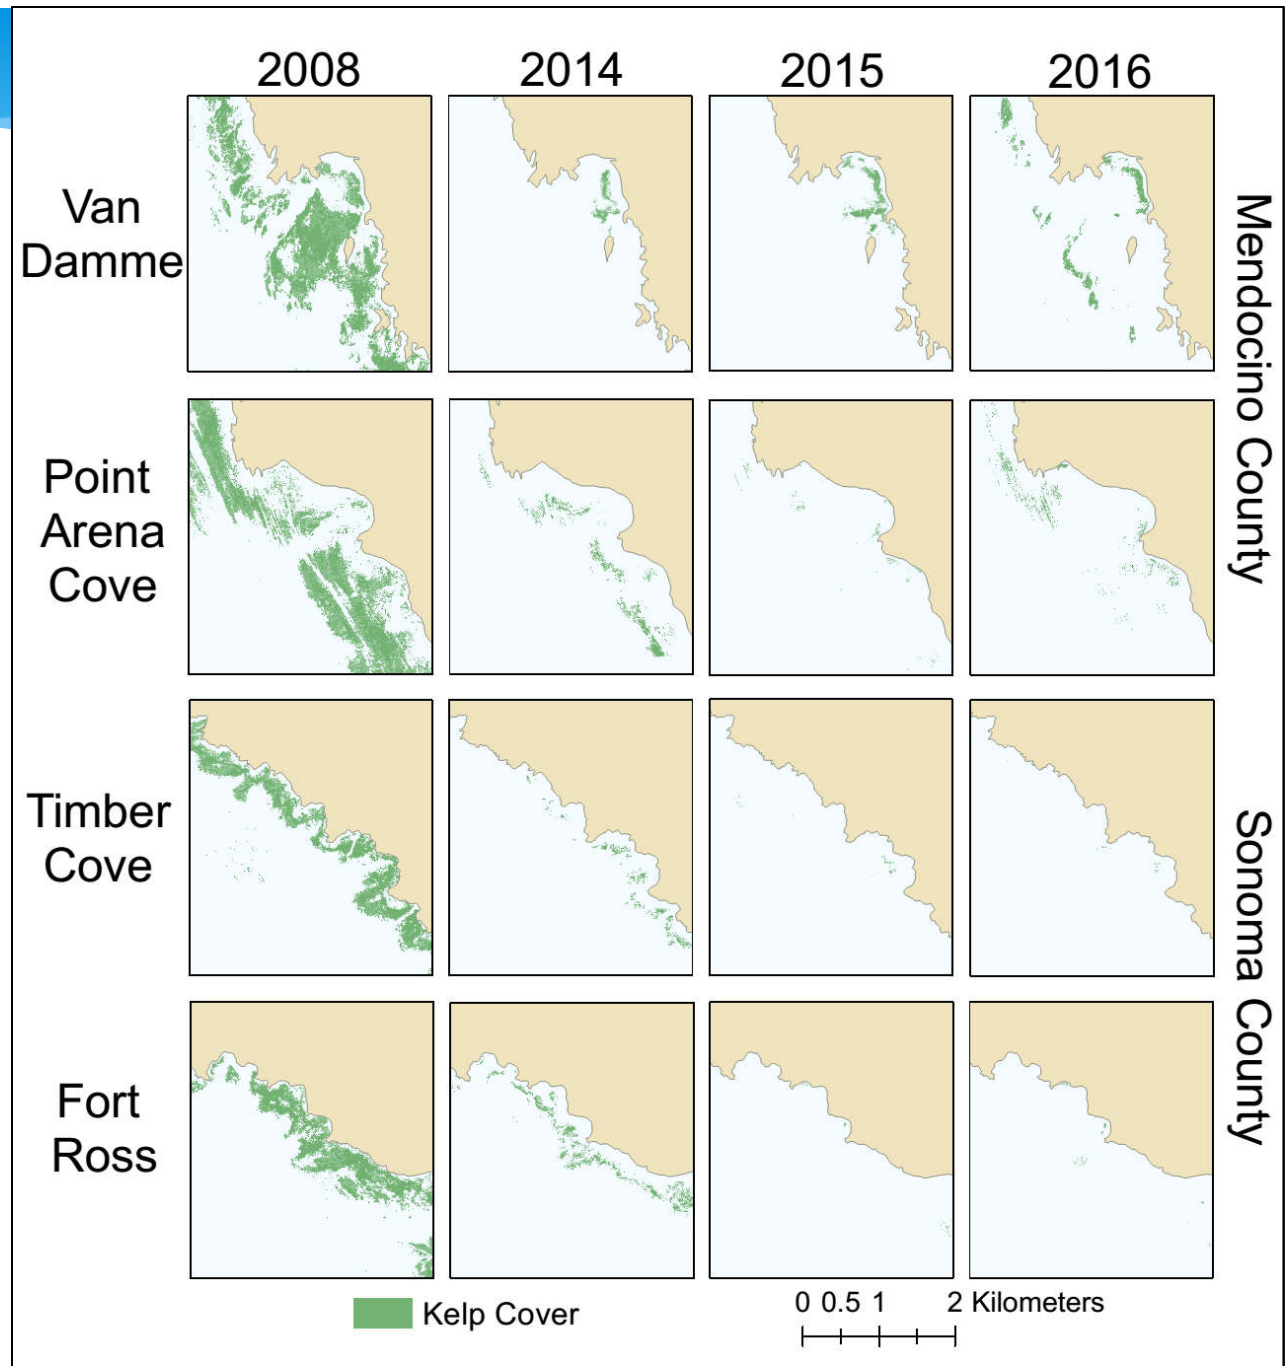 2008 2014 2015 2016
Van
Damme
Mendocino County
Point
Arena
Cove
Timber
Cove
Sonoma County
Fort
Ross
Kelp Cover
0 0.5 1 2 Kilometers